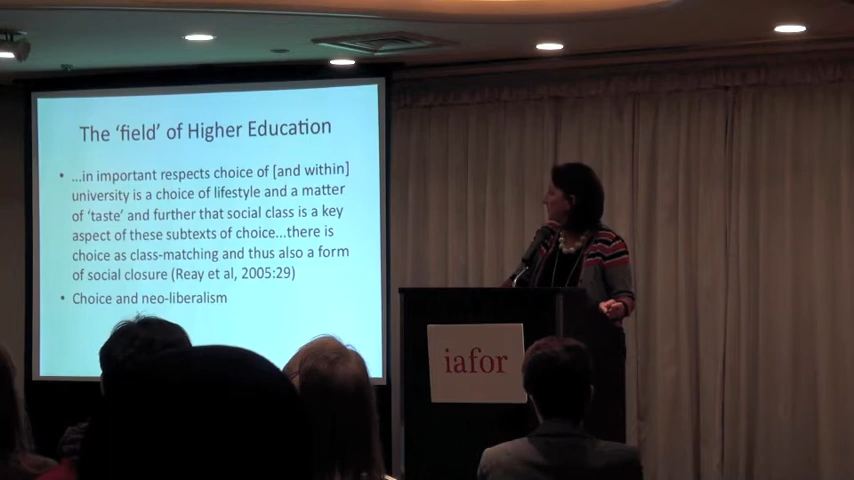 The 'field' of Higher Education
• ...in important respects choice of [and within]
university is a choice of lifestyle and a matter
of 'taste' and further that social class is a key
aspect of these subtexts of choice...there is
choice as class-matching and thus also a form
of social closure (Reay et al, 2005:29)
• Choice and neo-liberalism
iafor